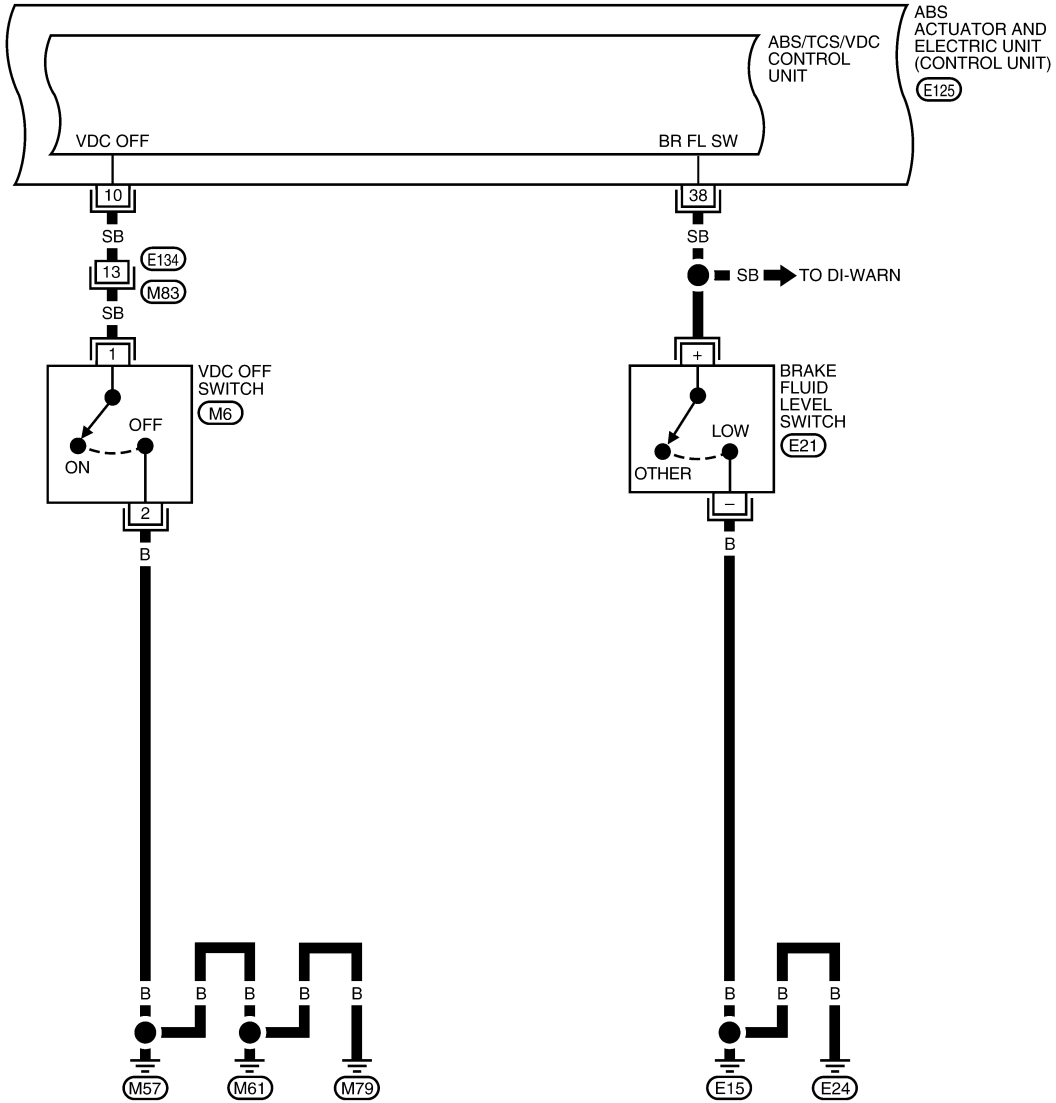 ABS
ACTUATOR AND
ELECTRIC UNIT
(CONTROL UNIT)
E125
ABS/TCS/VDC
CONTROL
UNIT
VDC OFF
BR FL SW
10
38
SB
SB
13
E134
M83
SB
TO DI-WARN
SB
1
+
VDC OFF
SWITCH
M6
OFF
ON
BRAKE
FLUID
LEVEL
SWITCH
E21
LOW
OTHER
2
–
B
B
B
B
B
B
B
B
B
B
M57
M61
M79
E15
E24